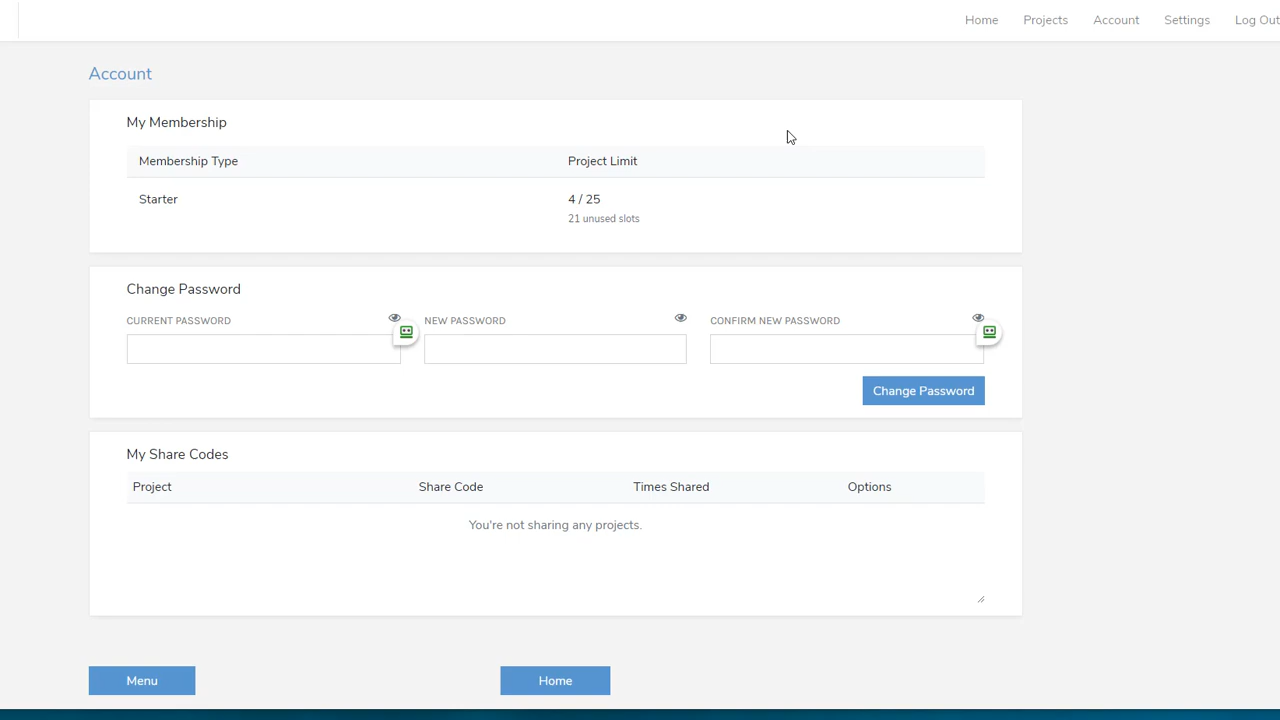 Home Projects Account Settings Log Out
Account
My Membership
Membership Type Project Limit
Starter 4 / 25
21 unused slots
Change Password
CURRENT PASSWORD NEW PASSWORD CONFIRM NEW PASSWORD
Change Password
My Share Codes
Project Share Code Times Shared Options
You're not sharing any projects.
Menu Home